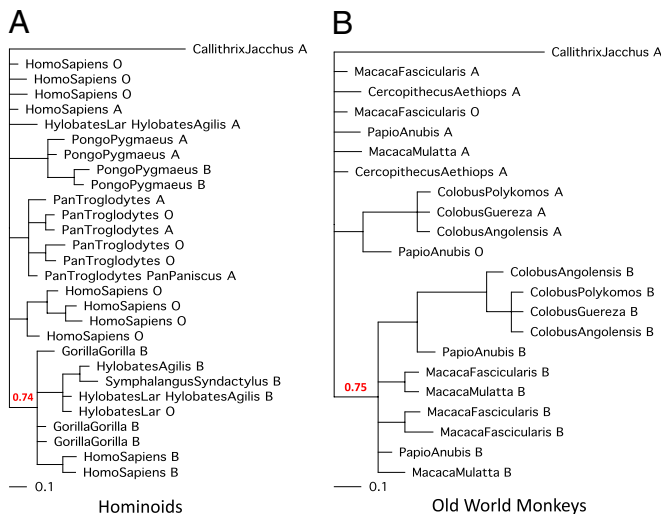 A
CallithrixJacchus A
HomoSapiens O
HomoSapiens O
HomoSapiens O
HomoSapiens A
HylobatesLar HylobatesAgilis A
PongoPygmaeus A
PongoPygmaeus A
PongoPygmaeus B
PongoPygmaeus B
PanTroglodytes A
PanTroglodytes O
PanTroglodytes A
PanTroglodytes O
PanTroglodytes O
PanTroglodytes PanPaniscus A
HomoSapiens O
HomoSapiens O
HomoSapiens O
HomoSapiens O
GorillaGorilla B
HylobatesAgilis B
SymphalangusSyndactylus B
0.74
HylobatesLar HylobatesAgilis B
HylobatesLar O
GorillaGorilla B
GorillaGorilla B
HomoSapiens B
HomoSapiens B
0.1
Hominoids
B
CallithrixJacchus A
MacacaFascicularis A
CercopithecusAethiops A
MacacaFascicularis O
PapioAnubis A
MacacaMulatta A
CercopithecusAethiops A
ColobusPolykomos A
ColobusGuereza A
ColobusAngolensis A
PapioAnubis O
ColobusAngolensis B
ColobusPolykomos B
ColobusGuereza B
ColobusAngolensis B
PapioAnubis B
MacacaFascicularis B
0.75
MacacaMulatta B
MacacaFascicularis B
MacacaFascicularis B
PapioAnubis B
MacacaMulatta B
0.1
Old World Monkeys